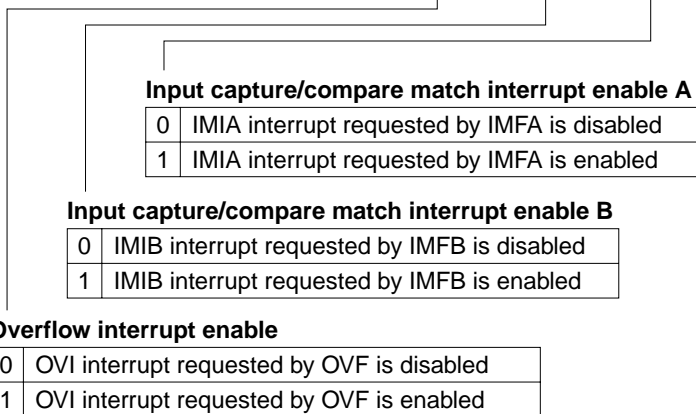 Input capture/compare match interrupt enable A
0 IMIA interrupt requested by IMFA is disabled
1 IMIA interrupt requested by IMFA is enabled
Input capture/compare match interrupt enable B
0 IMIB interrupt requested by IMFB is disabled
1 IMIB interrupt requested by IMFB is enabled
Overflow interrupt enable
0 OVI interrupt requested by OVF is disabled
1 OVI interrupt requested by OVF is enabled